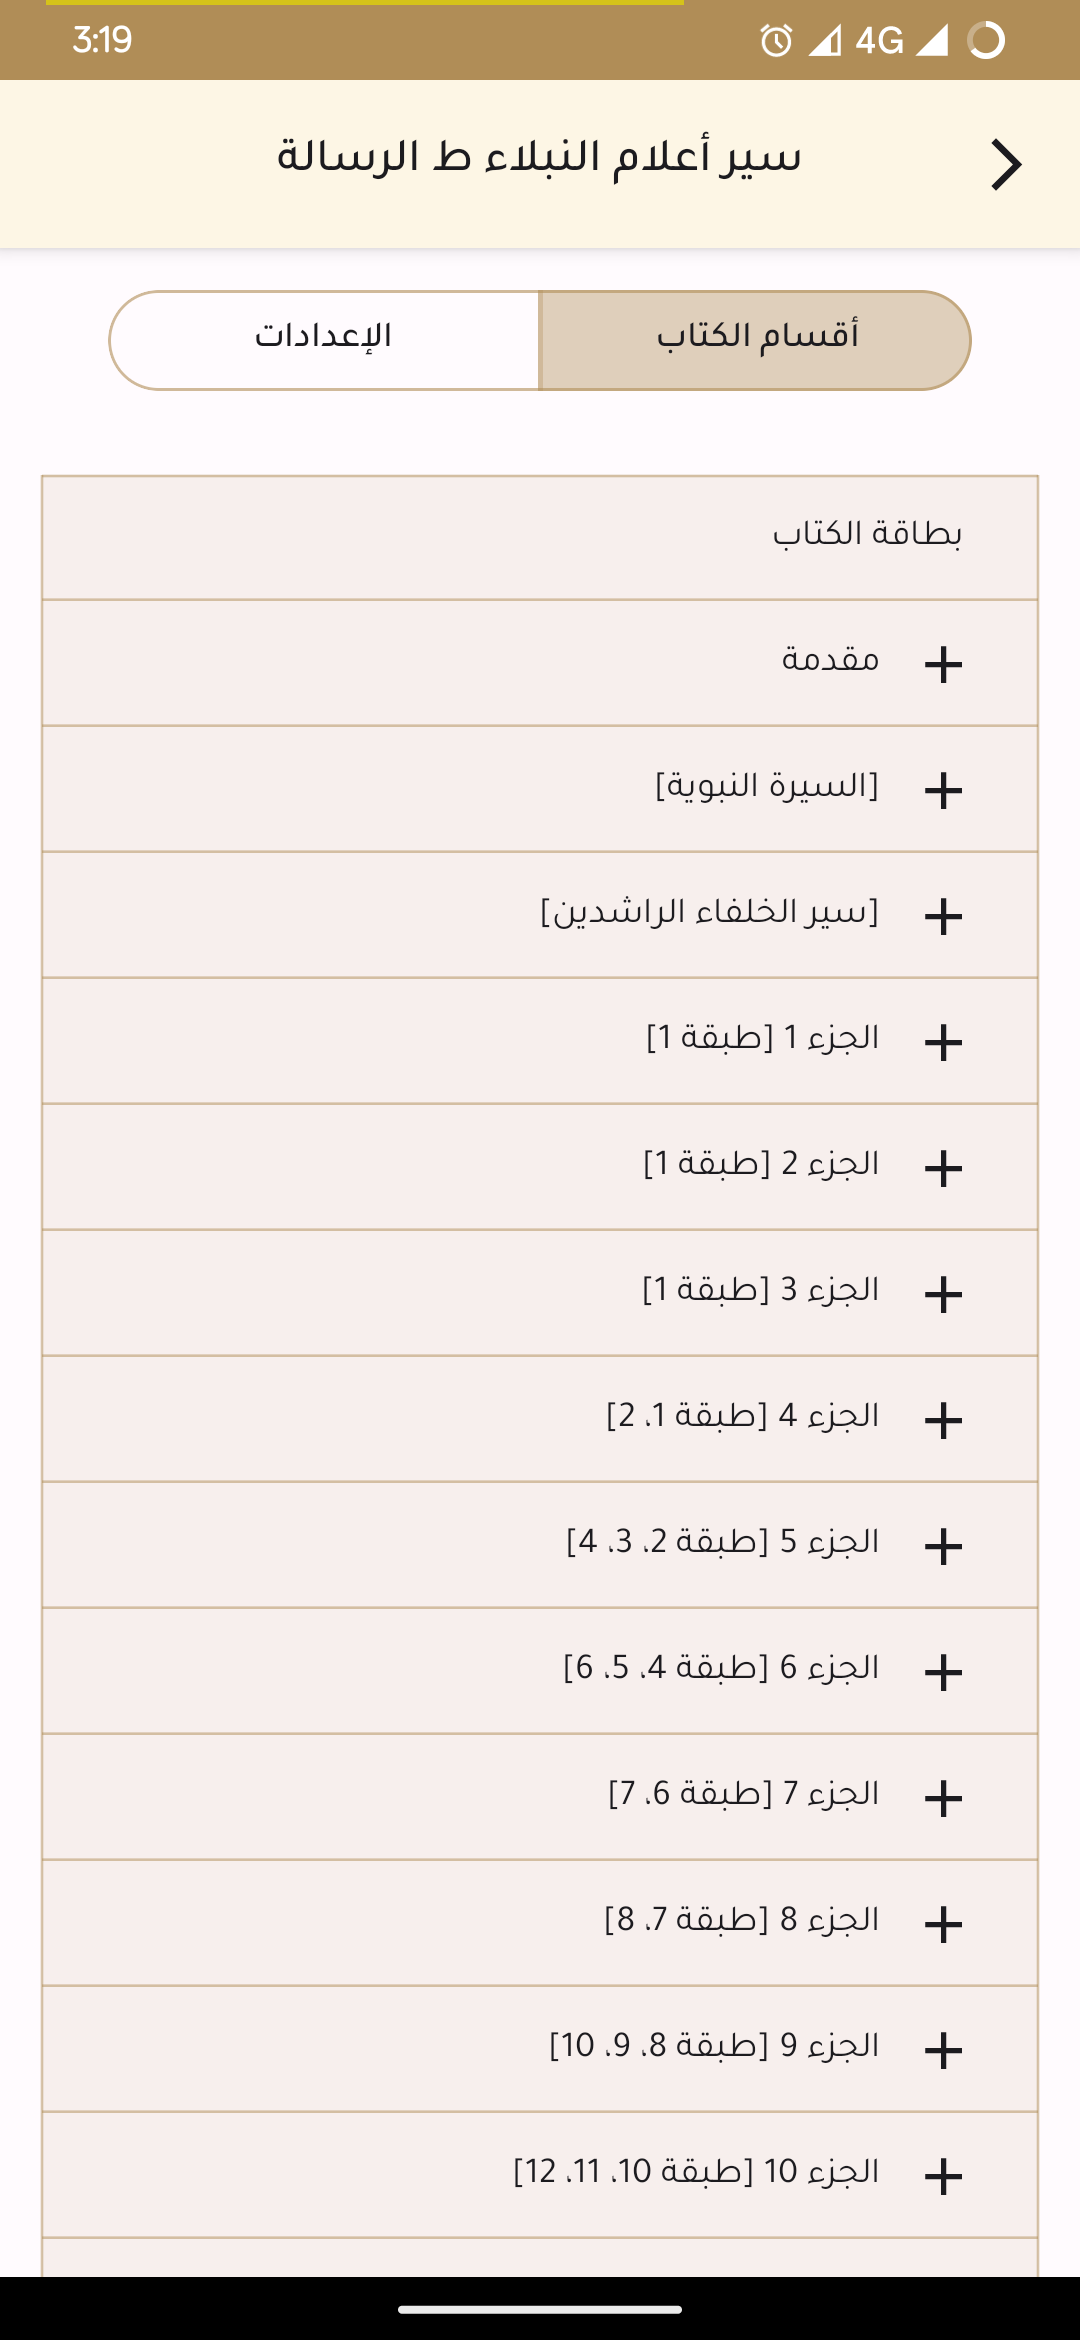 3:19 4G
سير أعلام النبلاء ط الرسالة
أقسام الكتاب
الإعدادات
بطاقة الكتاب
مقدمة
[السيرة النبوية]
[سير الخلفاء الراشدين]
الجزء 1 [طبقة 1]
الجزء 2 [طبقة 1]
الجزء 3 [طبقة 1]
الجزء 4 [طبقة 1، 2]
الجزء 5 [طبقة 2، 3، 4]
الجزء 6 [طبقة 4، 5، 6]
الجزء 7 [طبقة 6، 7]
الجزء 8 [طبقة 7، 8]
الجزء 9 [طبقة 8، 9، 10]
الجزء 10 [طبقة 10، 11، 12]